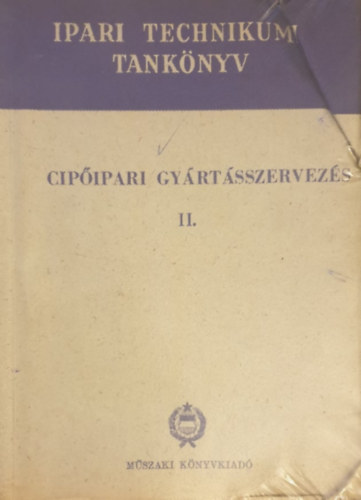 IPARI TECHNIKUMI
TANKÖNYV
CIPŐIPARI GYÁRTÁSSZERVEZÉS
II.
MŰSZAKI KÖNYVKIADÓ